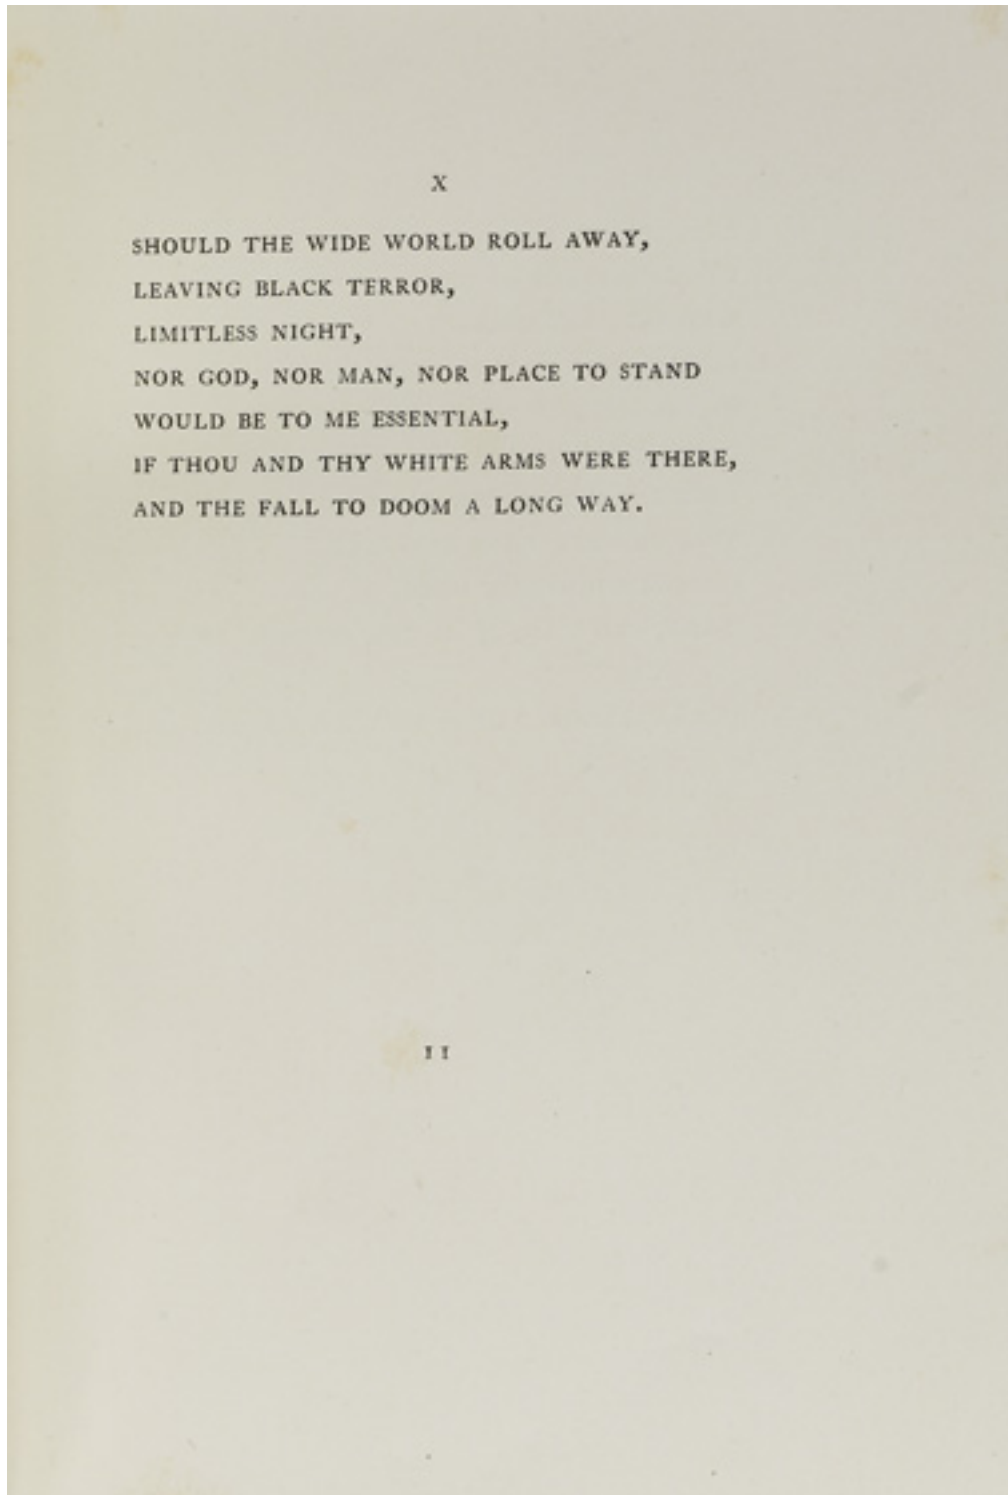 X
SHOULD THE WIDE WORLD ROLL AWAY,
LEAVING BLACK TERROR,
LIMITLESS NIGHT,
NOR GOD, NOR MAN, NOR PLACE TO STAND
WOULD BE TO ME ESSENTIAL,
IF THOU AND THY WHITE ARMS WERE THERE,
AND THE FALL TO DOOM A LONG WAY.
11